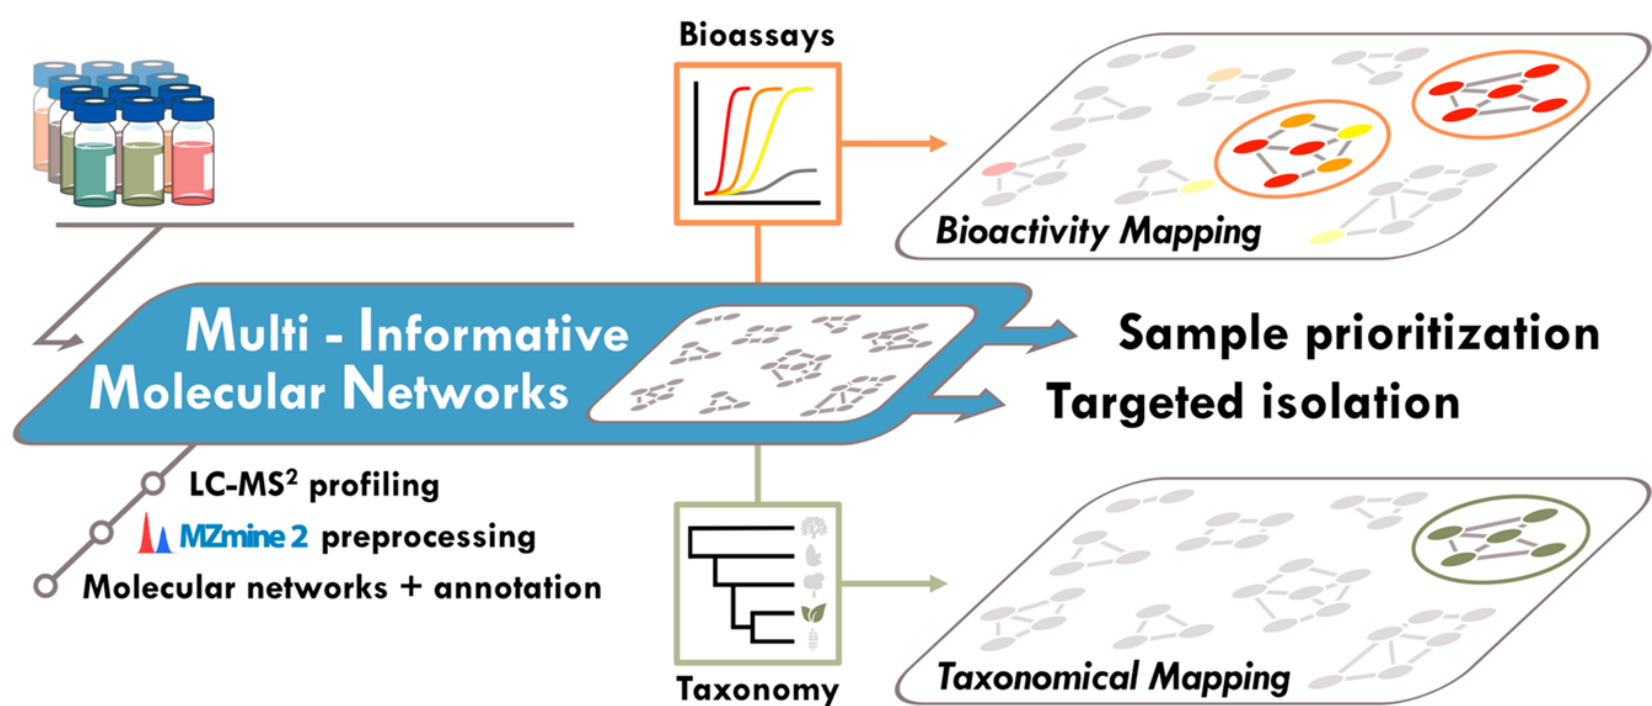 Bioassays
Bioactivity Mapping
Multi - Informative
Molecular Networks
Sample prioritization
Targeted isolation
LC-MS² profiling
MZmine 2 preprocessing
Molecular networks + annotation
Taxonomy
Taxonomical Mapping